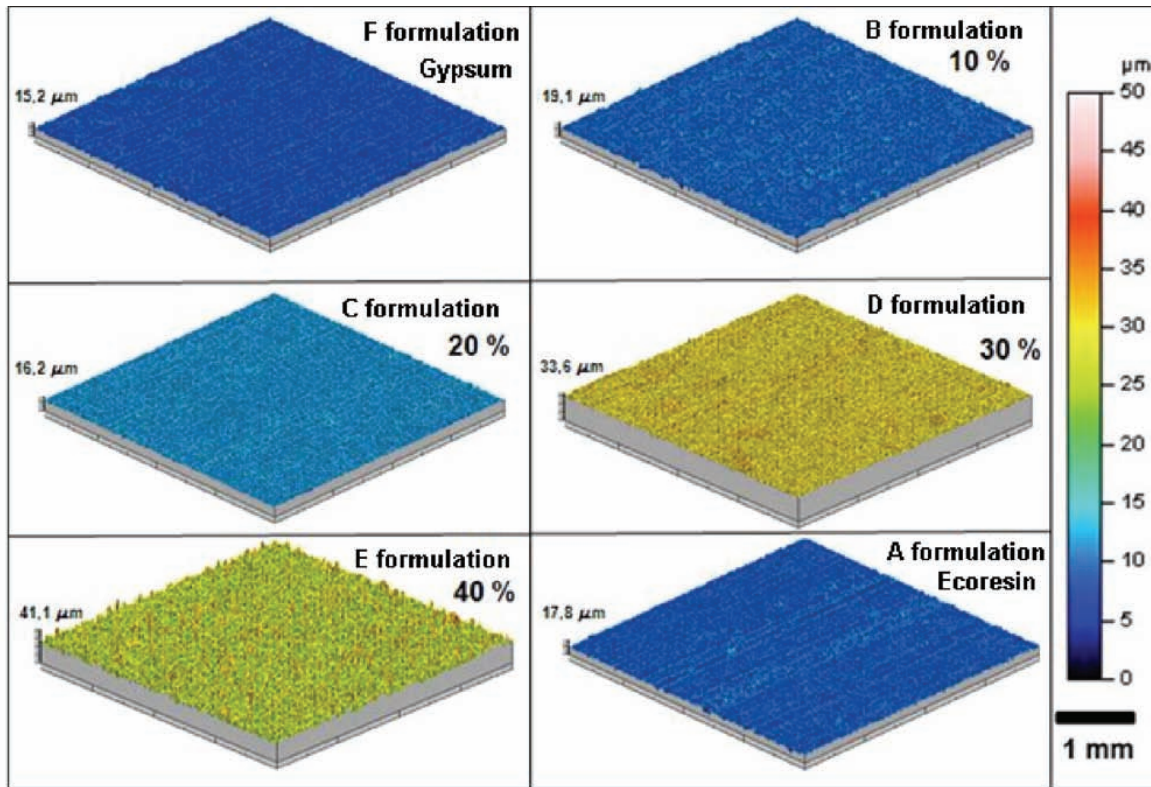 F formulation
Gypsum
15,2 µm
B formulation
10 %
19,1 µm
C formulation
20 %
16,2 µm
D formulation
30 %
33,6 µm
E formulation
40 %
41,1 µm
A formulation
Ecoresin
17,8 µm
µm
50
45
40
35
30
25
20
15
10
5
0
1 mm